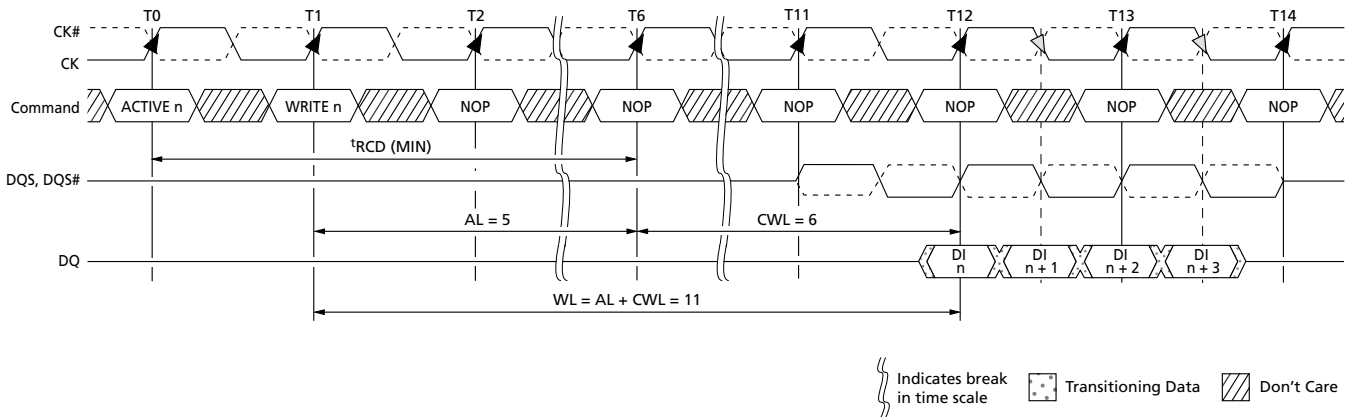 T0 T1 T2 T6 T11 T12 T13 T14
CK#
CK
Command ACTIVE n WRITE n NOP NOP NOP NOP NOP NOP
tRCD (MIN)
DQS, DQS#
AL = 5 CWL = 6
DQ DI n DI n + 1 DI n + 2 DI n + 3
WL = AL + CWL = 11
Indicates break in time scale Transitioning Data Don't Care